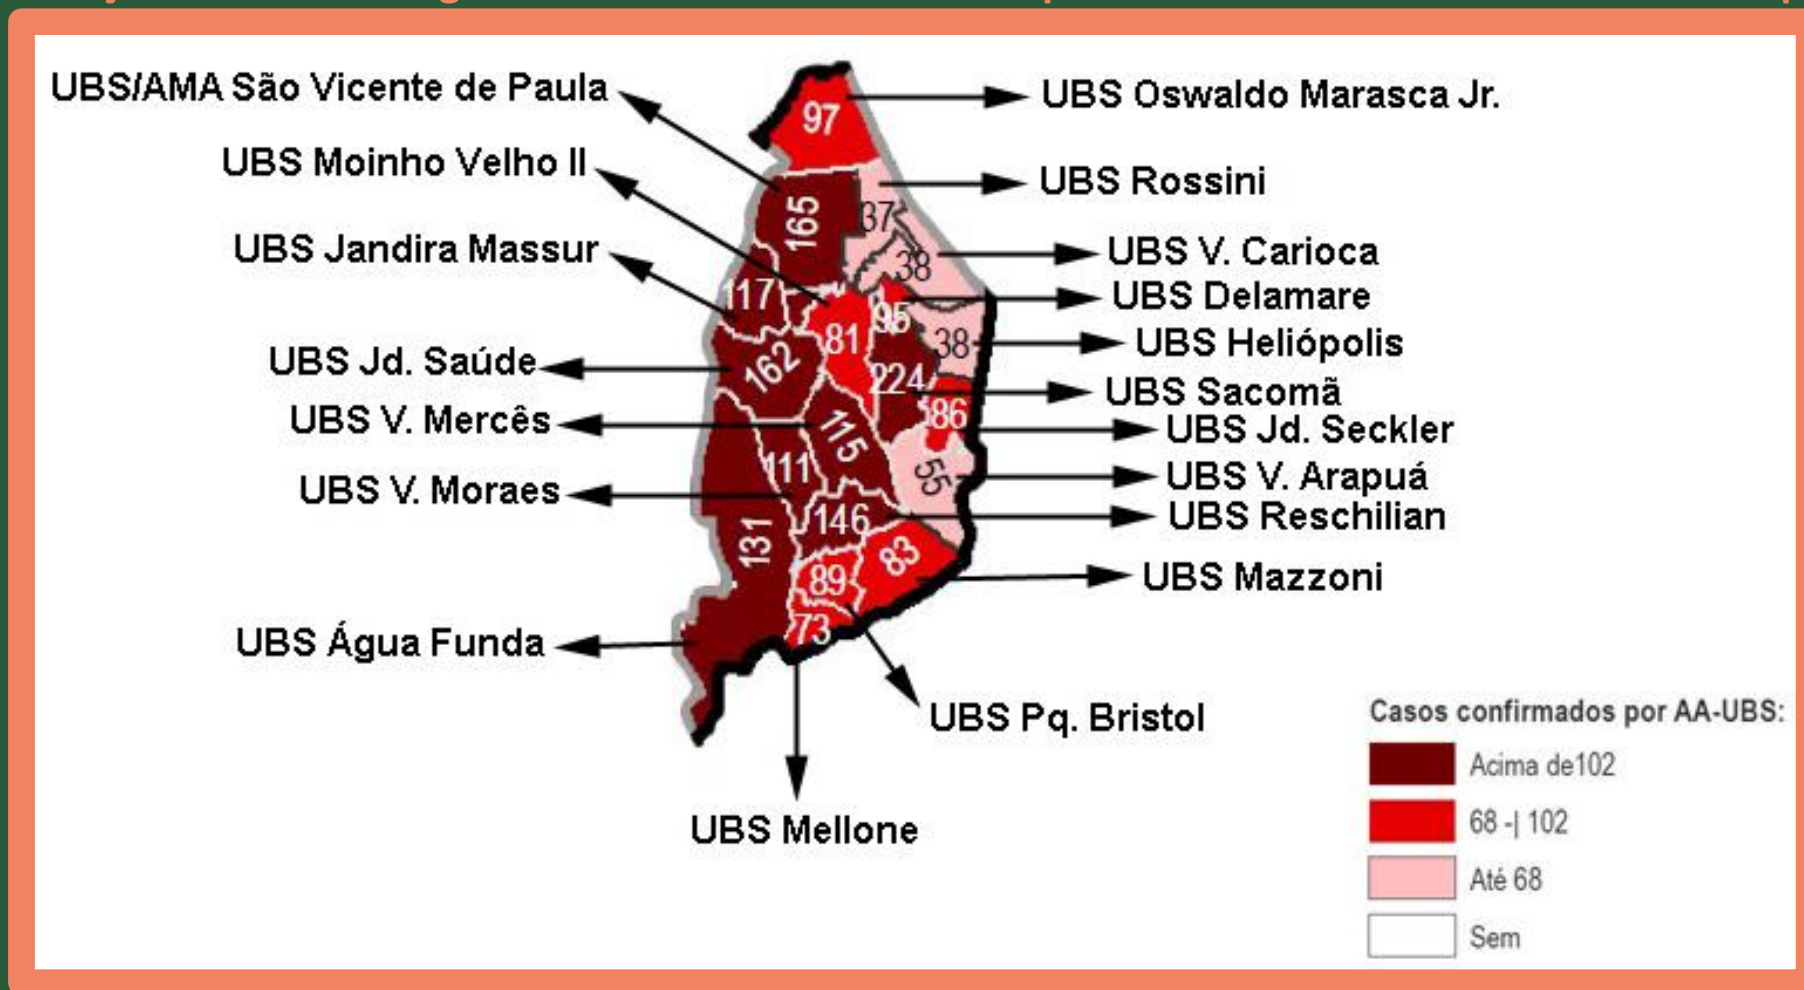 UBS/AMA São Vicente de Paula
UBS Oswaldo Marasca Jr.
97
UBS Moinho Velho II
UBS Rossini
165
37
UBS Jandira Massur
UBS V. Carioca
38
117
UBS Delamare
95
81
38
UBS Heliópolis
UBS Jd. Saúde
162
224
UBS Sacomã
UBS V. Mercês
115
86
UBS Jd. Seckler
111
55
UBS V. Arapuá
UBS V. Moraes
146
UBS Reschilian
131
83
89
UBS Mazzoni
73
UBS Água Funda
UBS Pq. Bristol
UBS Mellone
Casos confirmados por AA-UBS:
Acima de102
68 -| 102
Até 68
Sem